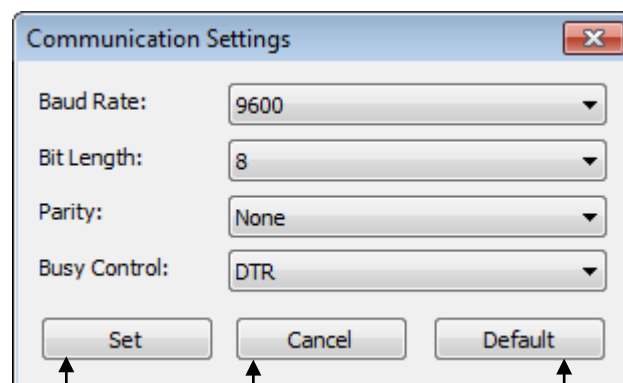 Communication Settings
Baud Rate: 9600
Bit Length: 8
Parity: None
Busy Control: DTR
Set Cancel Default